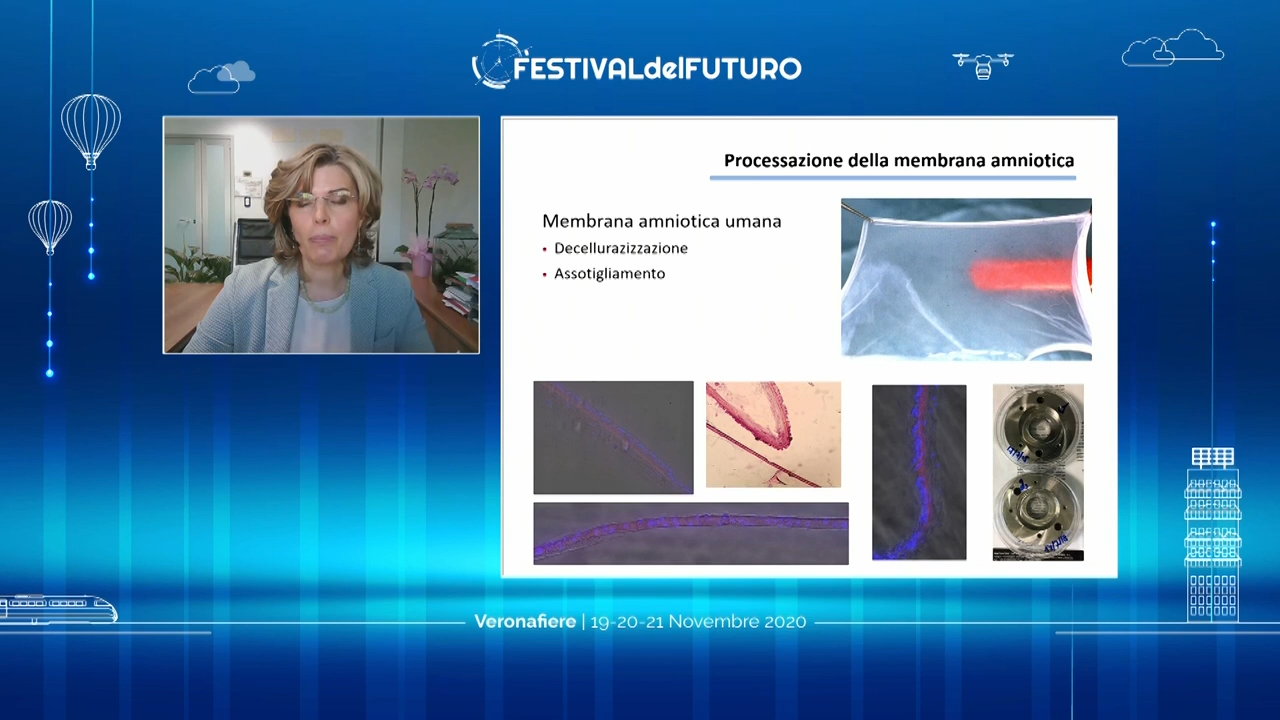 FESTIVALdelFUTURO
Processazione della membrana amniotica
Membrana amniotica umana
• Decellurazizzazione
• Assotigliamento
Veronafiere | 19-20-21 Novembre 2020